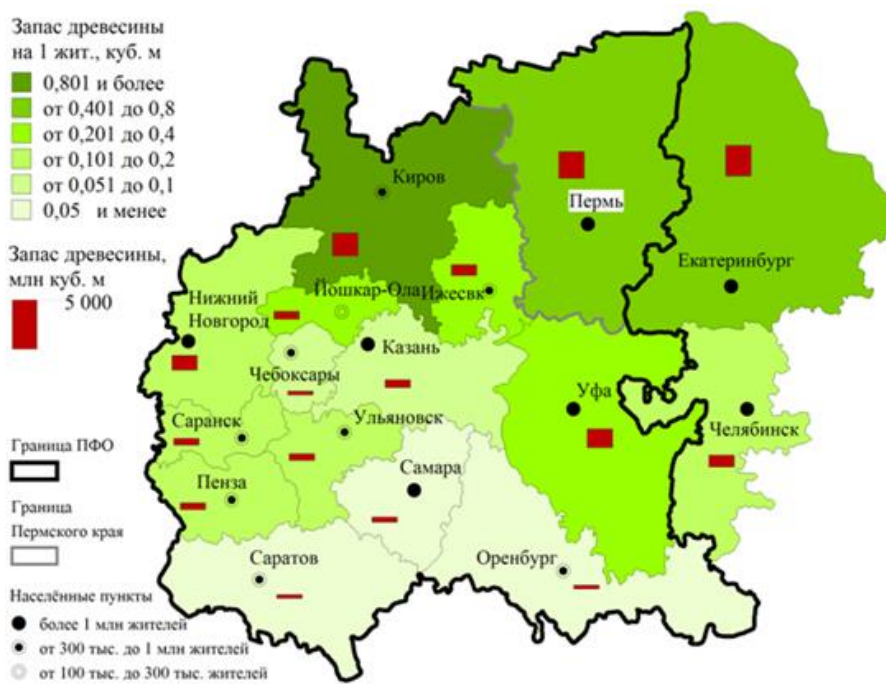 Запас древесины
на 1 жит., куб. м
0,801 и более
от 0,401 до 0,8
от 0,201 до 0,4
от 0,101 до 0,2
от 0,051 до 0,1
0,05 и менее
Запас древесины,
млн куб. м
5 000
Граница ПФО
Граница
Пермского края
Населённые пункты
более 1 млн жителей
от 300 тыс. до 1 млн жителей
от 100 тыс. до 300 тыс. жителей
Киров
Пермь
Екатеринбург
Йошкар-Ола
Ижесвк
Нижний
Новгород
Казань
Чебоксары
Уфа
Челябинск
Саранск
Ульяновск
Пенза
Самара
Саратов
Оренбург